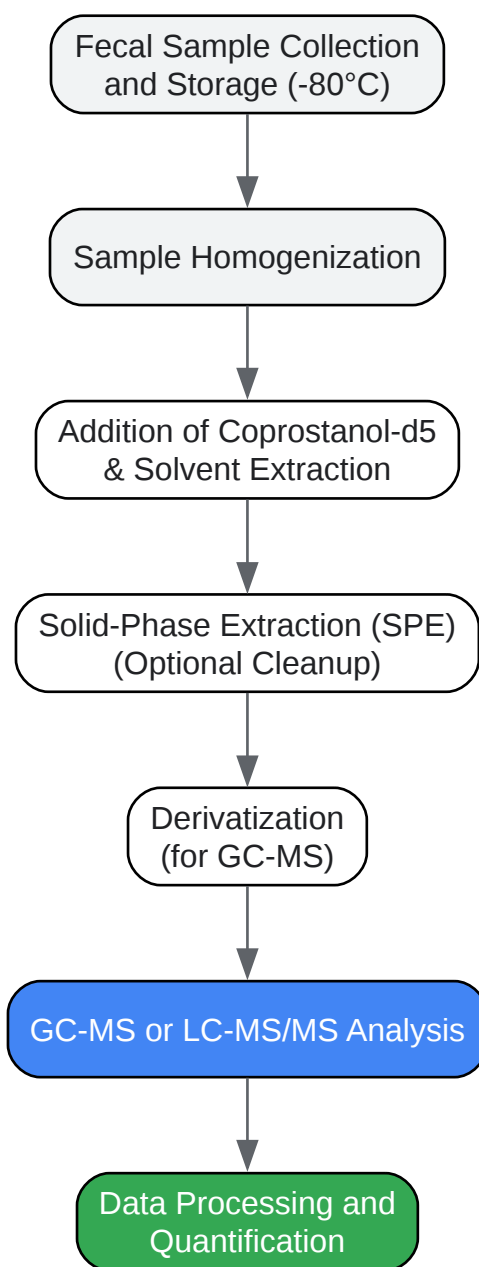 Fecal Sample Collection
and Storage (-80°C)
Sample Homogenization
Addition of Coprostanol-d5
& Solvent Extraction
Solid-Phase Extraction (SPE)
(Optional Cleanup)
Derivatization
(for GC-MS)
GC-MS or LC-MS/MS Analysis
Data Processing and
Quantification